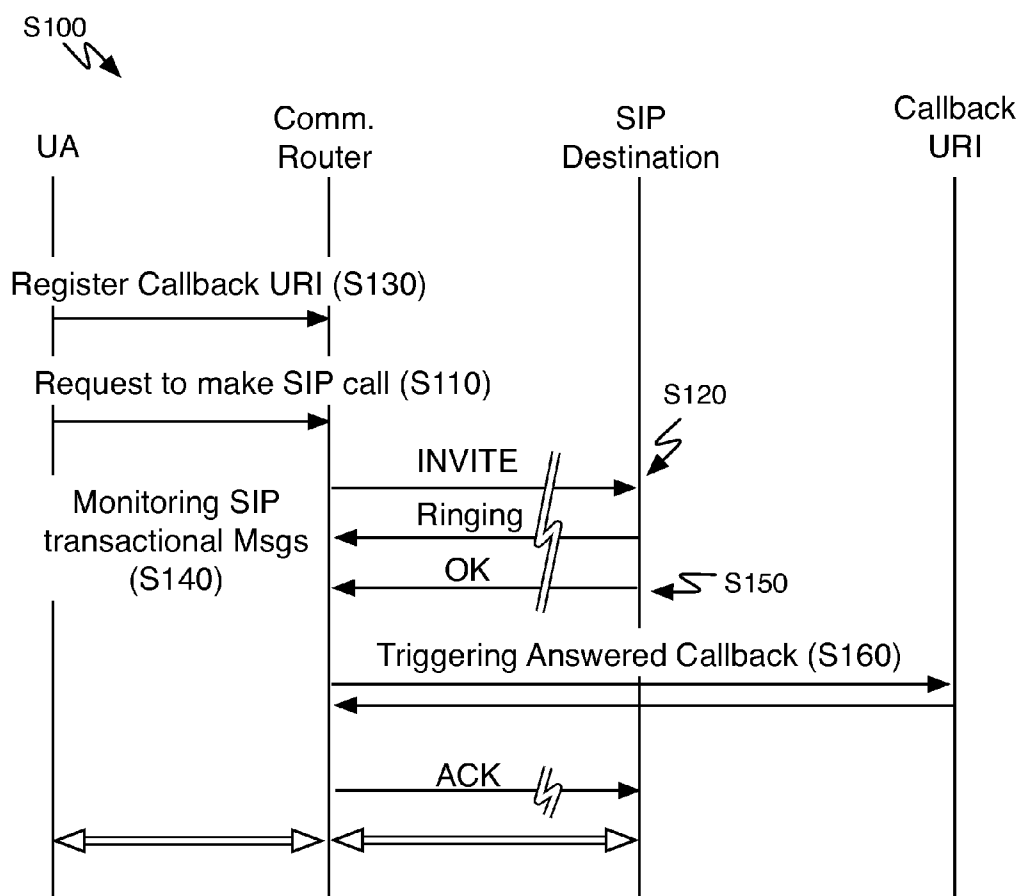 S100
UA
Comm.
Router
SIP
Destination
Callback
URI
Register Callback URI (S130)
Request to make SIP call (S110)
S120
INVITE
Monitoring SIP
transactional Msgs
(S140)
Ringing
OK
S150
Triggering Answered Callback (S160)
ACK